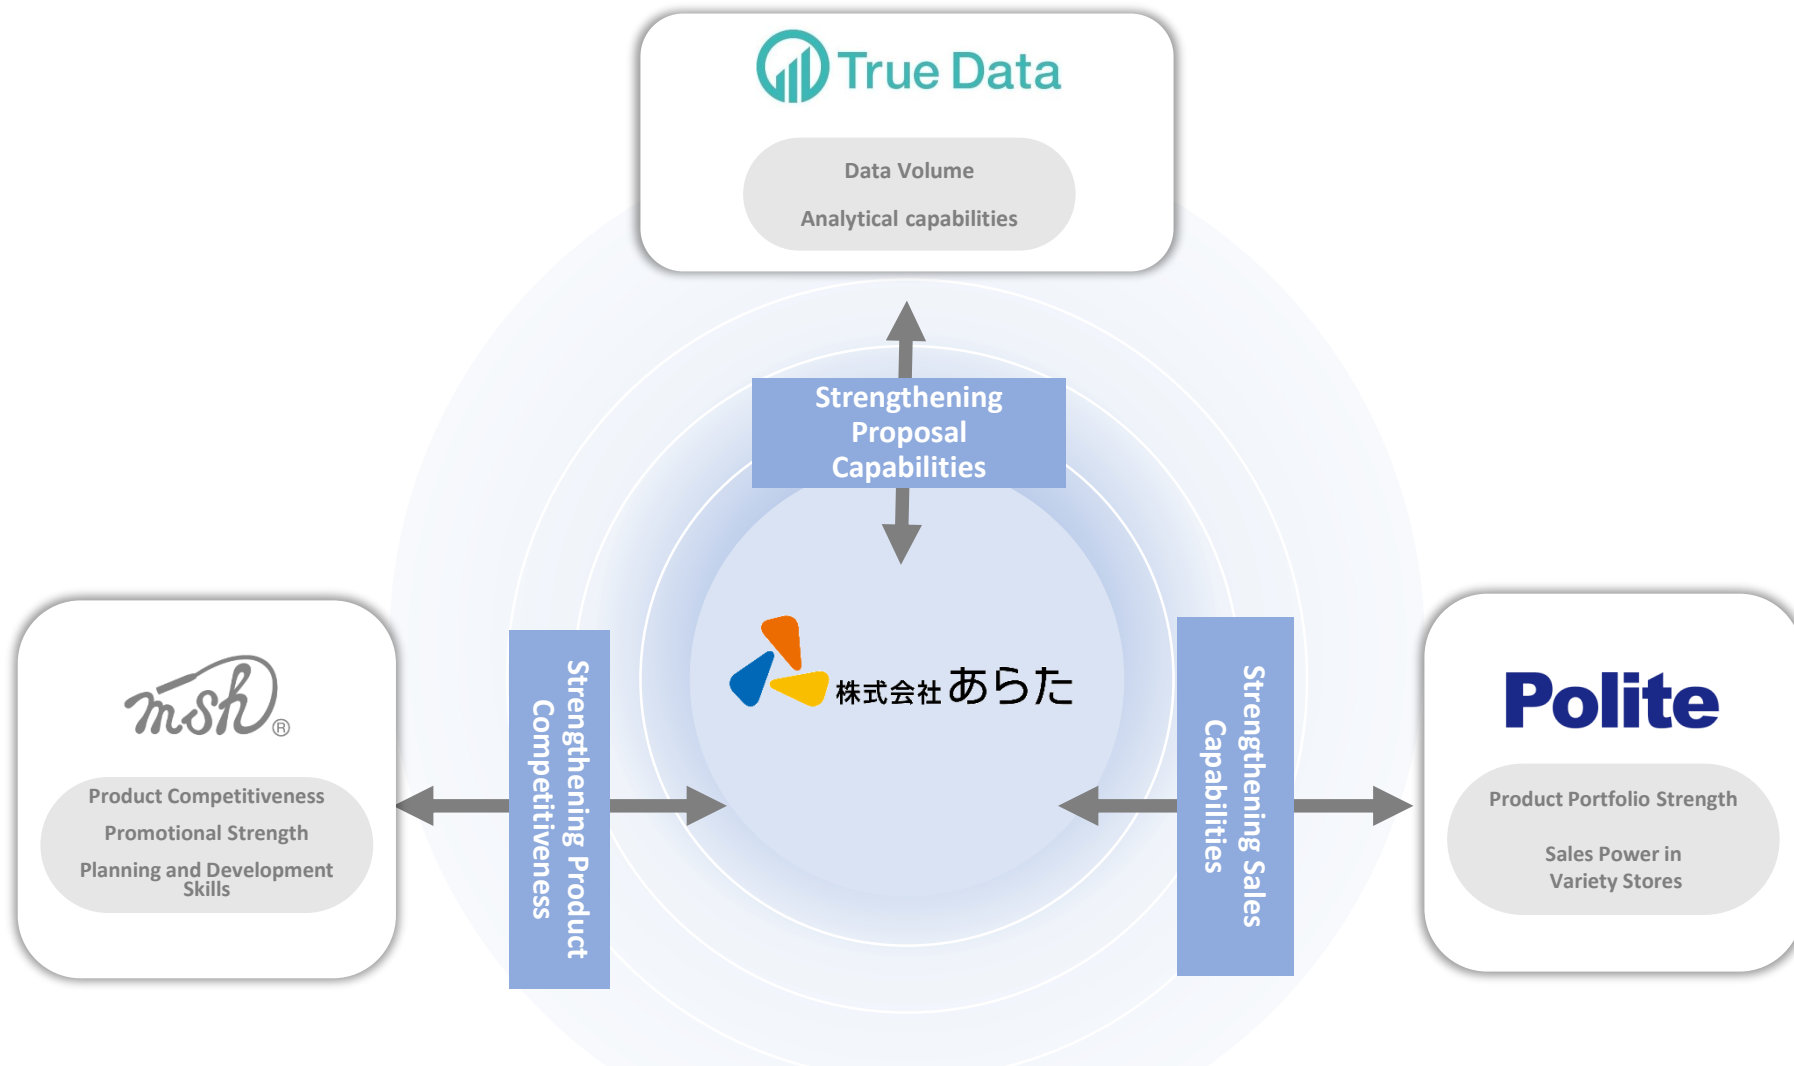 True Data
Data Volume
Analytical capabilities
Strengthening
Proposal
Capabilities
msh®
Product Competitiveness
Promotional Strength
Planning and Development
Skills
Strengthening Product
Competitiveness
株式会社あらた
Strengthening Sales
Capabilities
Polite
Product Portfolio Strength
Sales Power in
Variety Stores